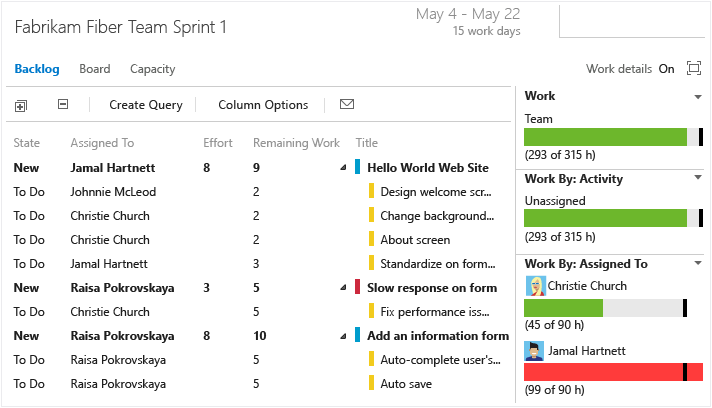 Fabrikam Fiber Team Sprint 1
May 4 - May 22
15 work days
Backlog Board Capacity
Work details On
Create Query Column Options
State Assigned To Effort Remaining Work Title
New Jamal Hartnett 8 9 Hello World Web Site
To Do Johnnie McLeod 2 Design welcome scr...
To Do Christie Church 2 Change background...
To Do Christie Church 2 About screen
To Do Jamal Hartnett 3 Standardize on form...
New Raisa Pokrovskaya 3 5 Slow response on form
To Do Christie Church 5 Fix performance iss...
New Raisa Pokrovskaya 8 10 Add an information form
To Do Raisa Pokrovskaya 5 Auto-complete user's...
To Do Raisa Pokrovskaya 5 Auto save
Work
Team
(293 of 315 h)
Work By: Activity
Unassigned
(293 of 315 h)
Work By: Assigned To
Christie Church
(45 of 90 h)
Jamal Hartnett
(99 of 90 h)